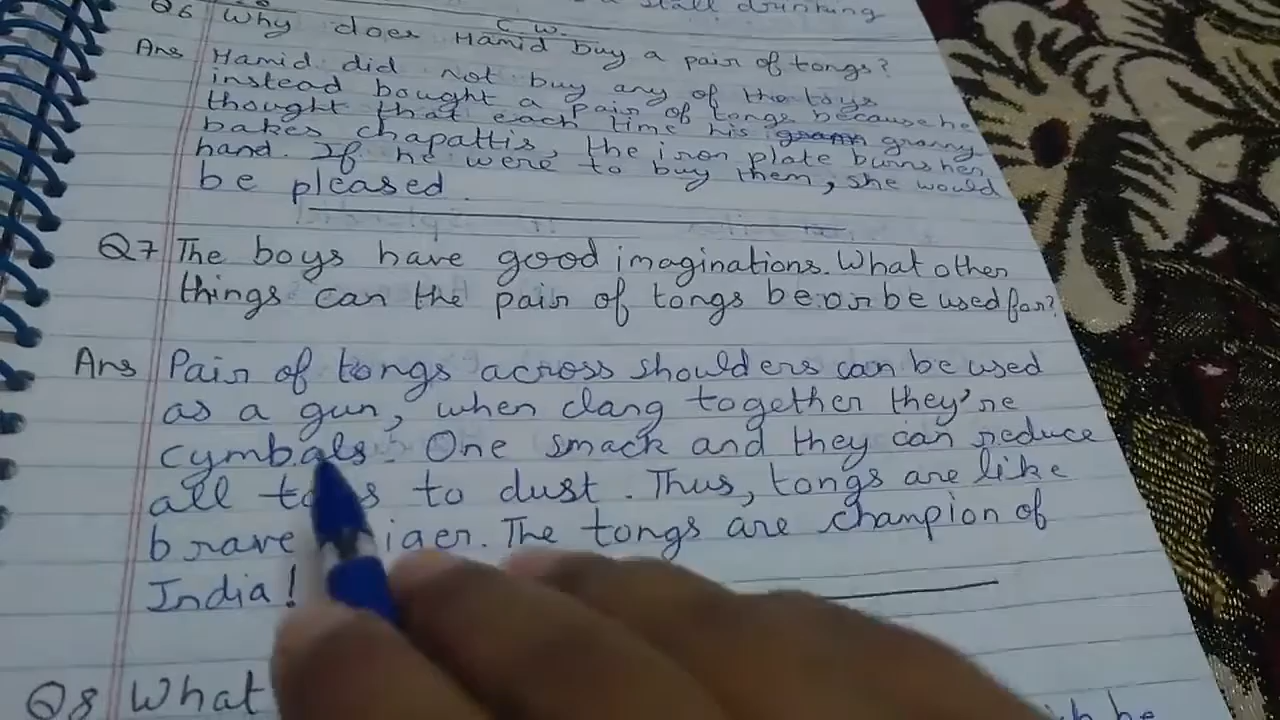 stall drinking
C.W.
Q6 Why does Hamid buy a pair of tongs?
Ans Hamid did not buy any of the toys
instead bought a pair of tongs because he
thought that each time his granny
bakes chapattis, the iron plate burns her
hand. If he were to buy them, she would
be pleased.
Q7 The boys have good imaginations. What other
things can the pair of tongs be or be used for?
Ans Pair of tongs across shoulders can be used
as a gun, when clang together they're
cymbals. One smack and they can reduce
all to dust. Thus, tongs are like
brave. The tongs are champion of
India!
Q8 What
be